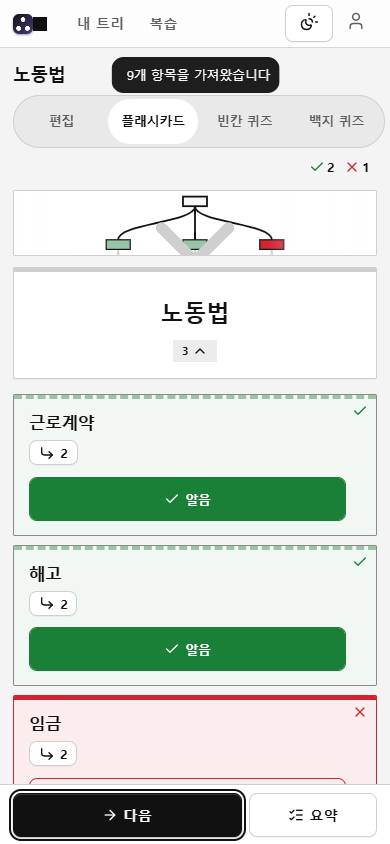 내 트리
복습
노동법
9개 항목을 가져왔습니다
편집
플래시카드
빈칸 퀴즈
백지 퀴즈
2
1
노동법
3
근로계약
2
알음
해고
2
알음
임금
2
다음
요약